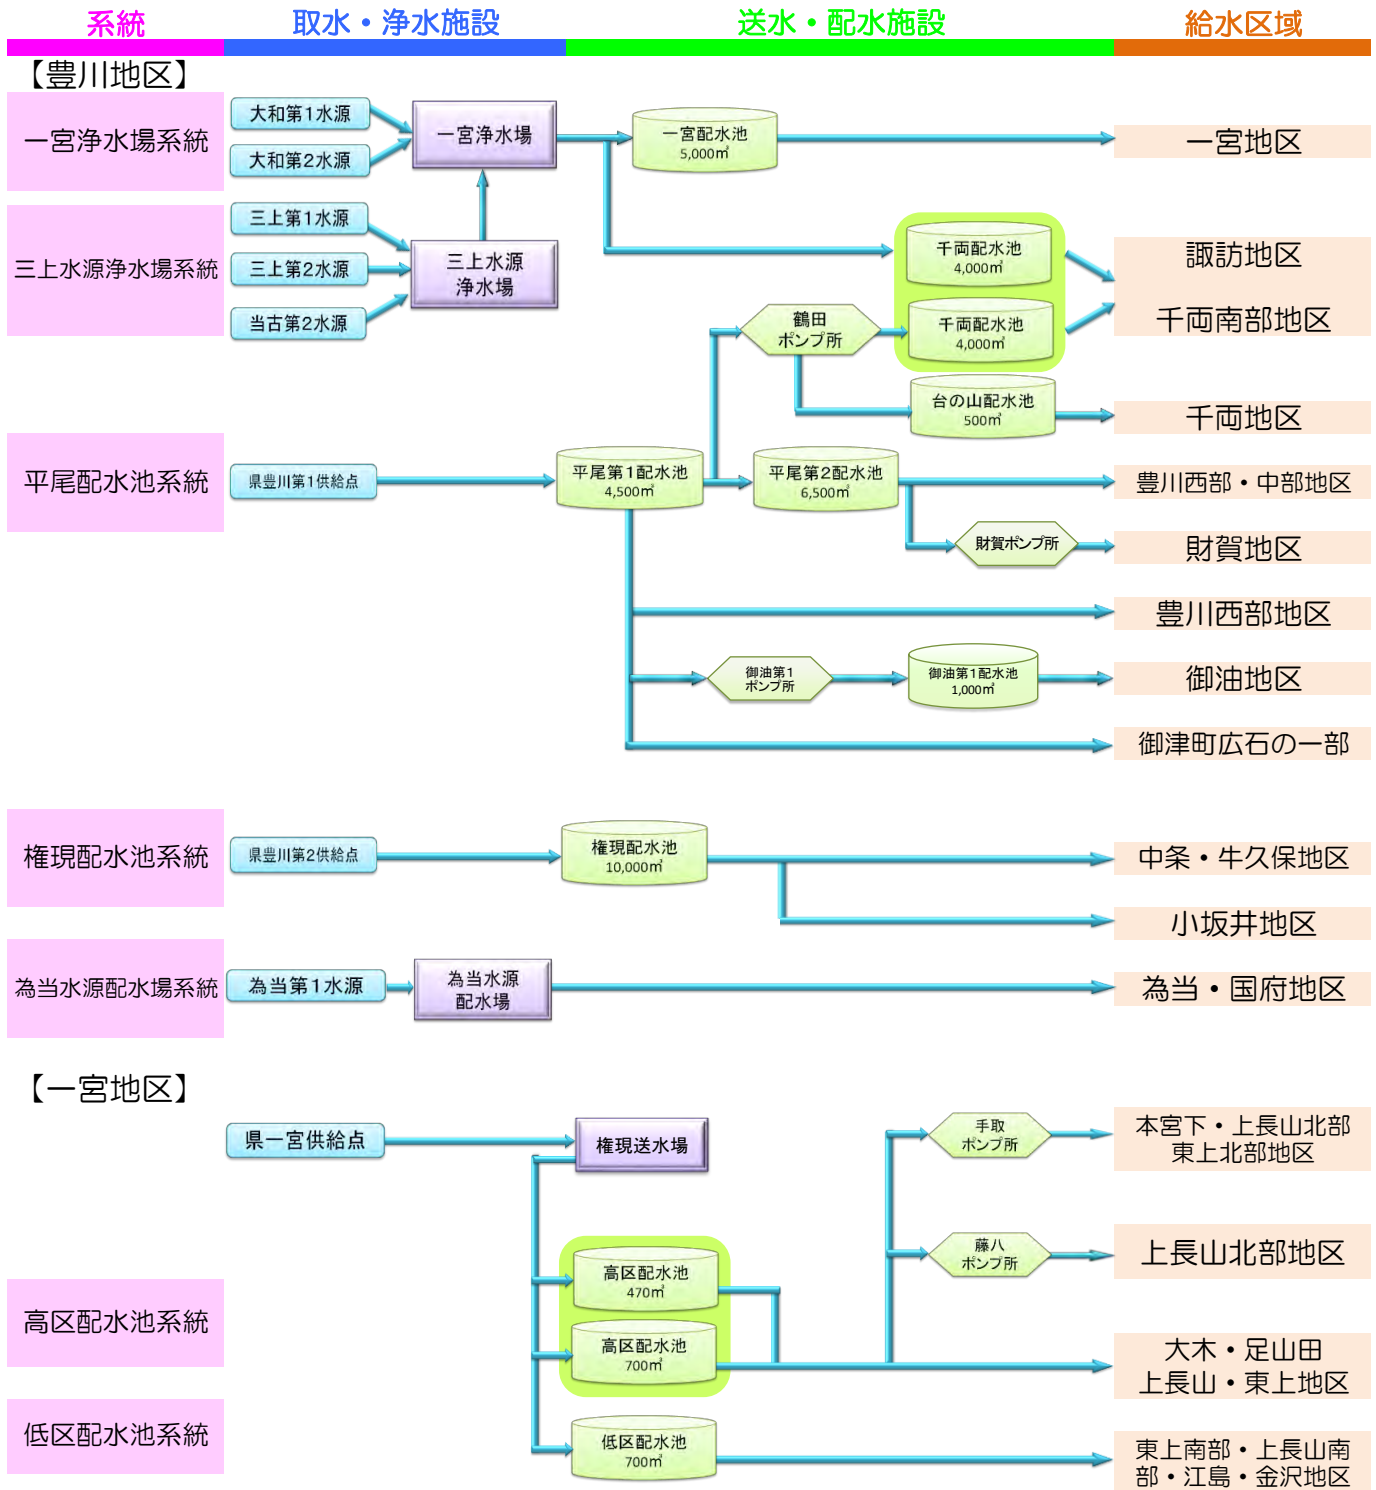 系統 取水・浄水施設 送水・配水施設 給水区域
【豊川地区】
一宮浄水場系統
大和第1水源
大和第2水源
一宮浄水場
一宮配水池
5,000㎥
一宮地区
三上水源浄水場系統
三上第1水源
三上第2水源
当古第2水源
三上水源
浄水場
千両配水池
4,000㎥
千両配水池
4,000㎥
諏訪地区
千両南部地区
鶴田
ポンプ所
台の山配水池
500㎥
千両地区
平尾配水池系統
県豊川第1供給点
平尾第1配水池
4,500㎥
平尾第2配水池
6,500㎥
豊川西部・中部地区
財賀ポンプ所
財賀地区
豊川西部地区
御油第1
ポンプ所
御油第1配水池
1,000㎥
御油地区
御津町広石の一部
権現配水池系統
県豊川第2供給点
権現配水池
10,000㎥
中条・牛久保地区
小坂井地区
為当水源配水場系統
為当第1水源
為当水源
配水場
為当・国府地区
【一宮地区】
県一宮供給点
権現送水場
手取
ポンプ所
本宮下・上長山北部
東上北部地区
藤八
ポンプ所
上長山北部地区
高区配水池系統
高区配水池
470㎥
高区配水池
700㎥
大木・足山田
上長山・東上地区
低区配水池系統
低区配水池
700㎥
東上南部・上長山南
部・江島・金沢地区